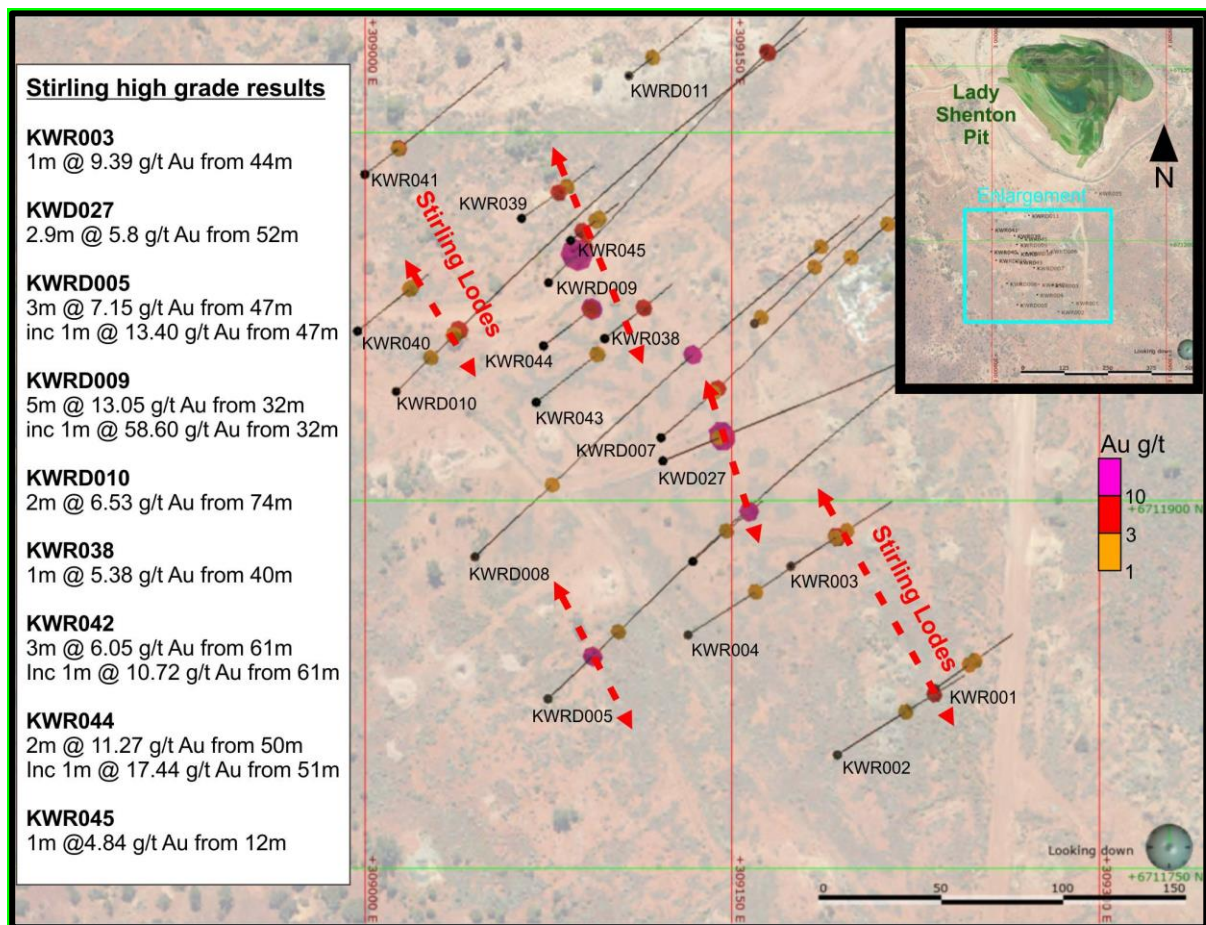 Stirling high grade results
KWR003
1m @ 9.39 g/t Au from 44m
KWD027
2.9m @ 5.8 g/t Au from 52m
KWRD005
3m @ 7.15 g/t Au from 47m
inc 1m @ 13.40 g/t Au from 47m
KWRD009
5m @ 13.05 g/t Au from 32m
inc 1m @ 58.60 g/t Au from 32m
KWRD010
2m @ 6.53 g/t Au from 74m
KWR038
1m @ 5.38 g/t Au from 40m
KWR042
3m @ 6.05 g/t Au from 61m
Inc 1m @ 10.72 g/t Au from 61m
KWR044
2m @ 11.27 g/t Au from 50m
Inc 1m @ 17.44 g/t Au from 51m
KWR045
1m @4.84 g/t Au from 12m
+309000 E
+309150 E
KWRD011
KWR041
KWR039
KWR045
Stirling Lodes
KWRD009
KWR040
KWR044
KWR038
KWRD010
KWR043
KWRD007
KWD027
KWRD008
KWR003
KWR004
Stirling Lodes
KWRD005
KWR001
KWR002
Lady
Shenton
Pit
N
Enlargement
Looking down
0 125 250
Au g/t
10
3
1
+6711900 N
Looking down
+6711750 N
0 50 100 150
+309000 E
+309150 E
+309300 E